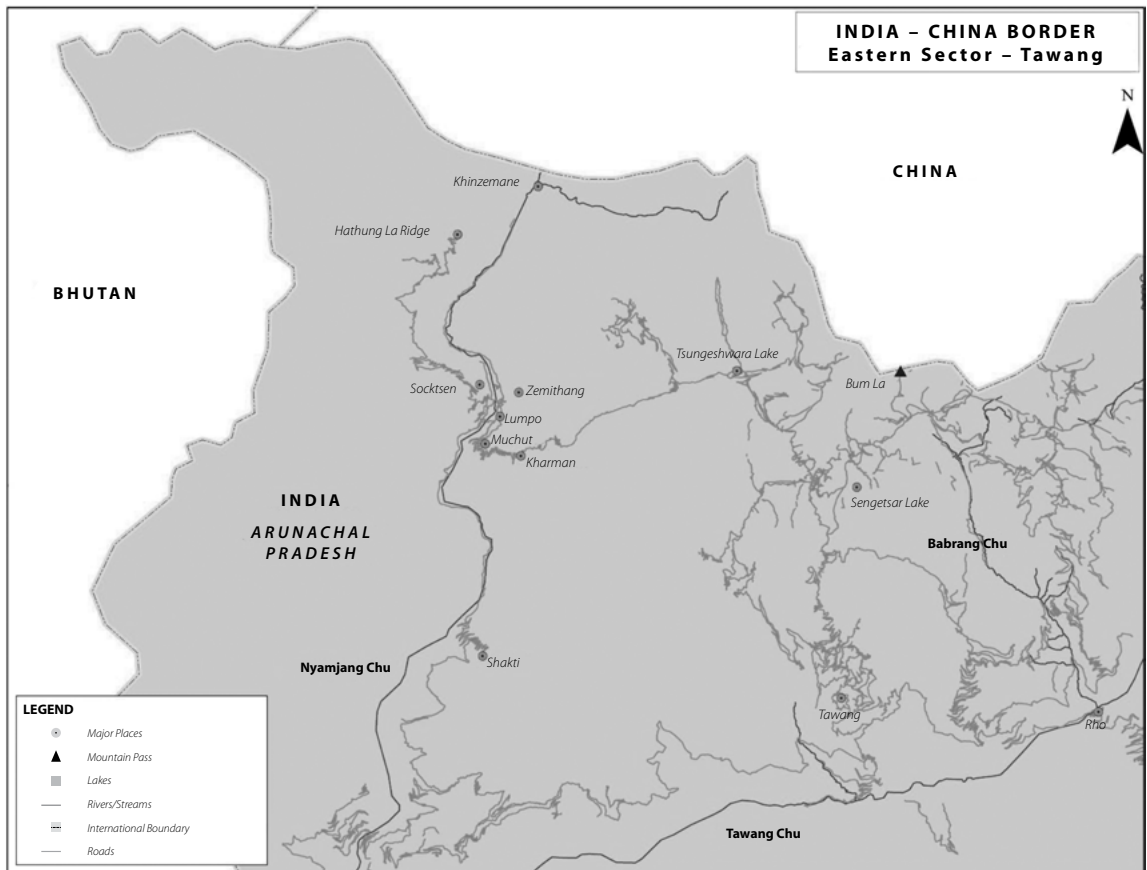 INDIA – CHINA BORDER
Eastern Sector – Tawang
N
CHINA
Khinzemane
Hathung La Ridge
BHUTAN
Tsungeshwara Lake
Bum La
Socktsen
Zemithang
Lumpo
Muchut
Kharman
Sengetsar Lake
INDIA
ARUNACHAL
PRADESH
Babrang Chu
Nyamjang Chu
Shakti
Tawang
Rho
Tawang Chu
LEGEND
Major Places
Mountain Pass
Lakes
Rivers/Streams
International Boundary
Roads